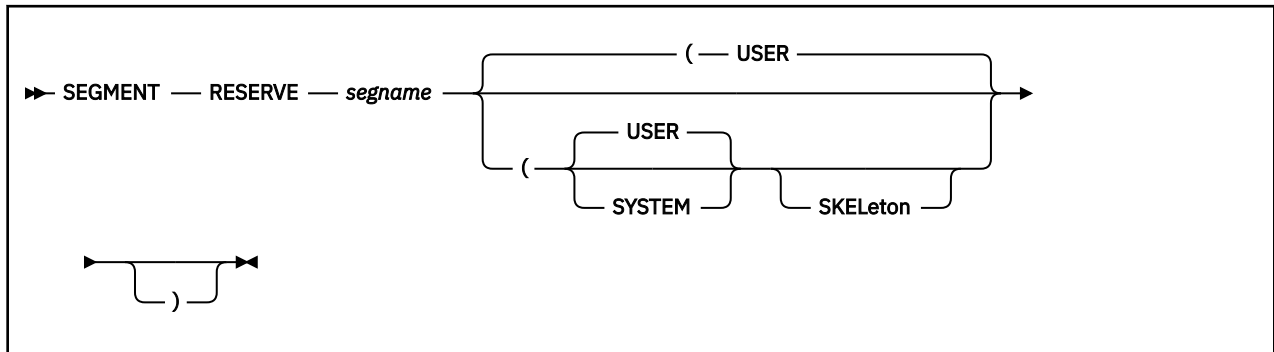 ( USER
SEGMENT RESERVE segname
USER
(
SYSTEM SKELeton
)